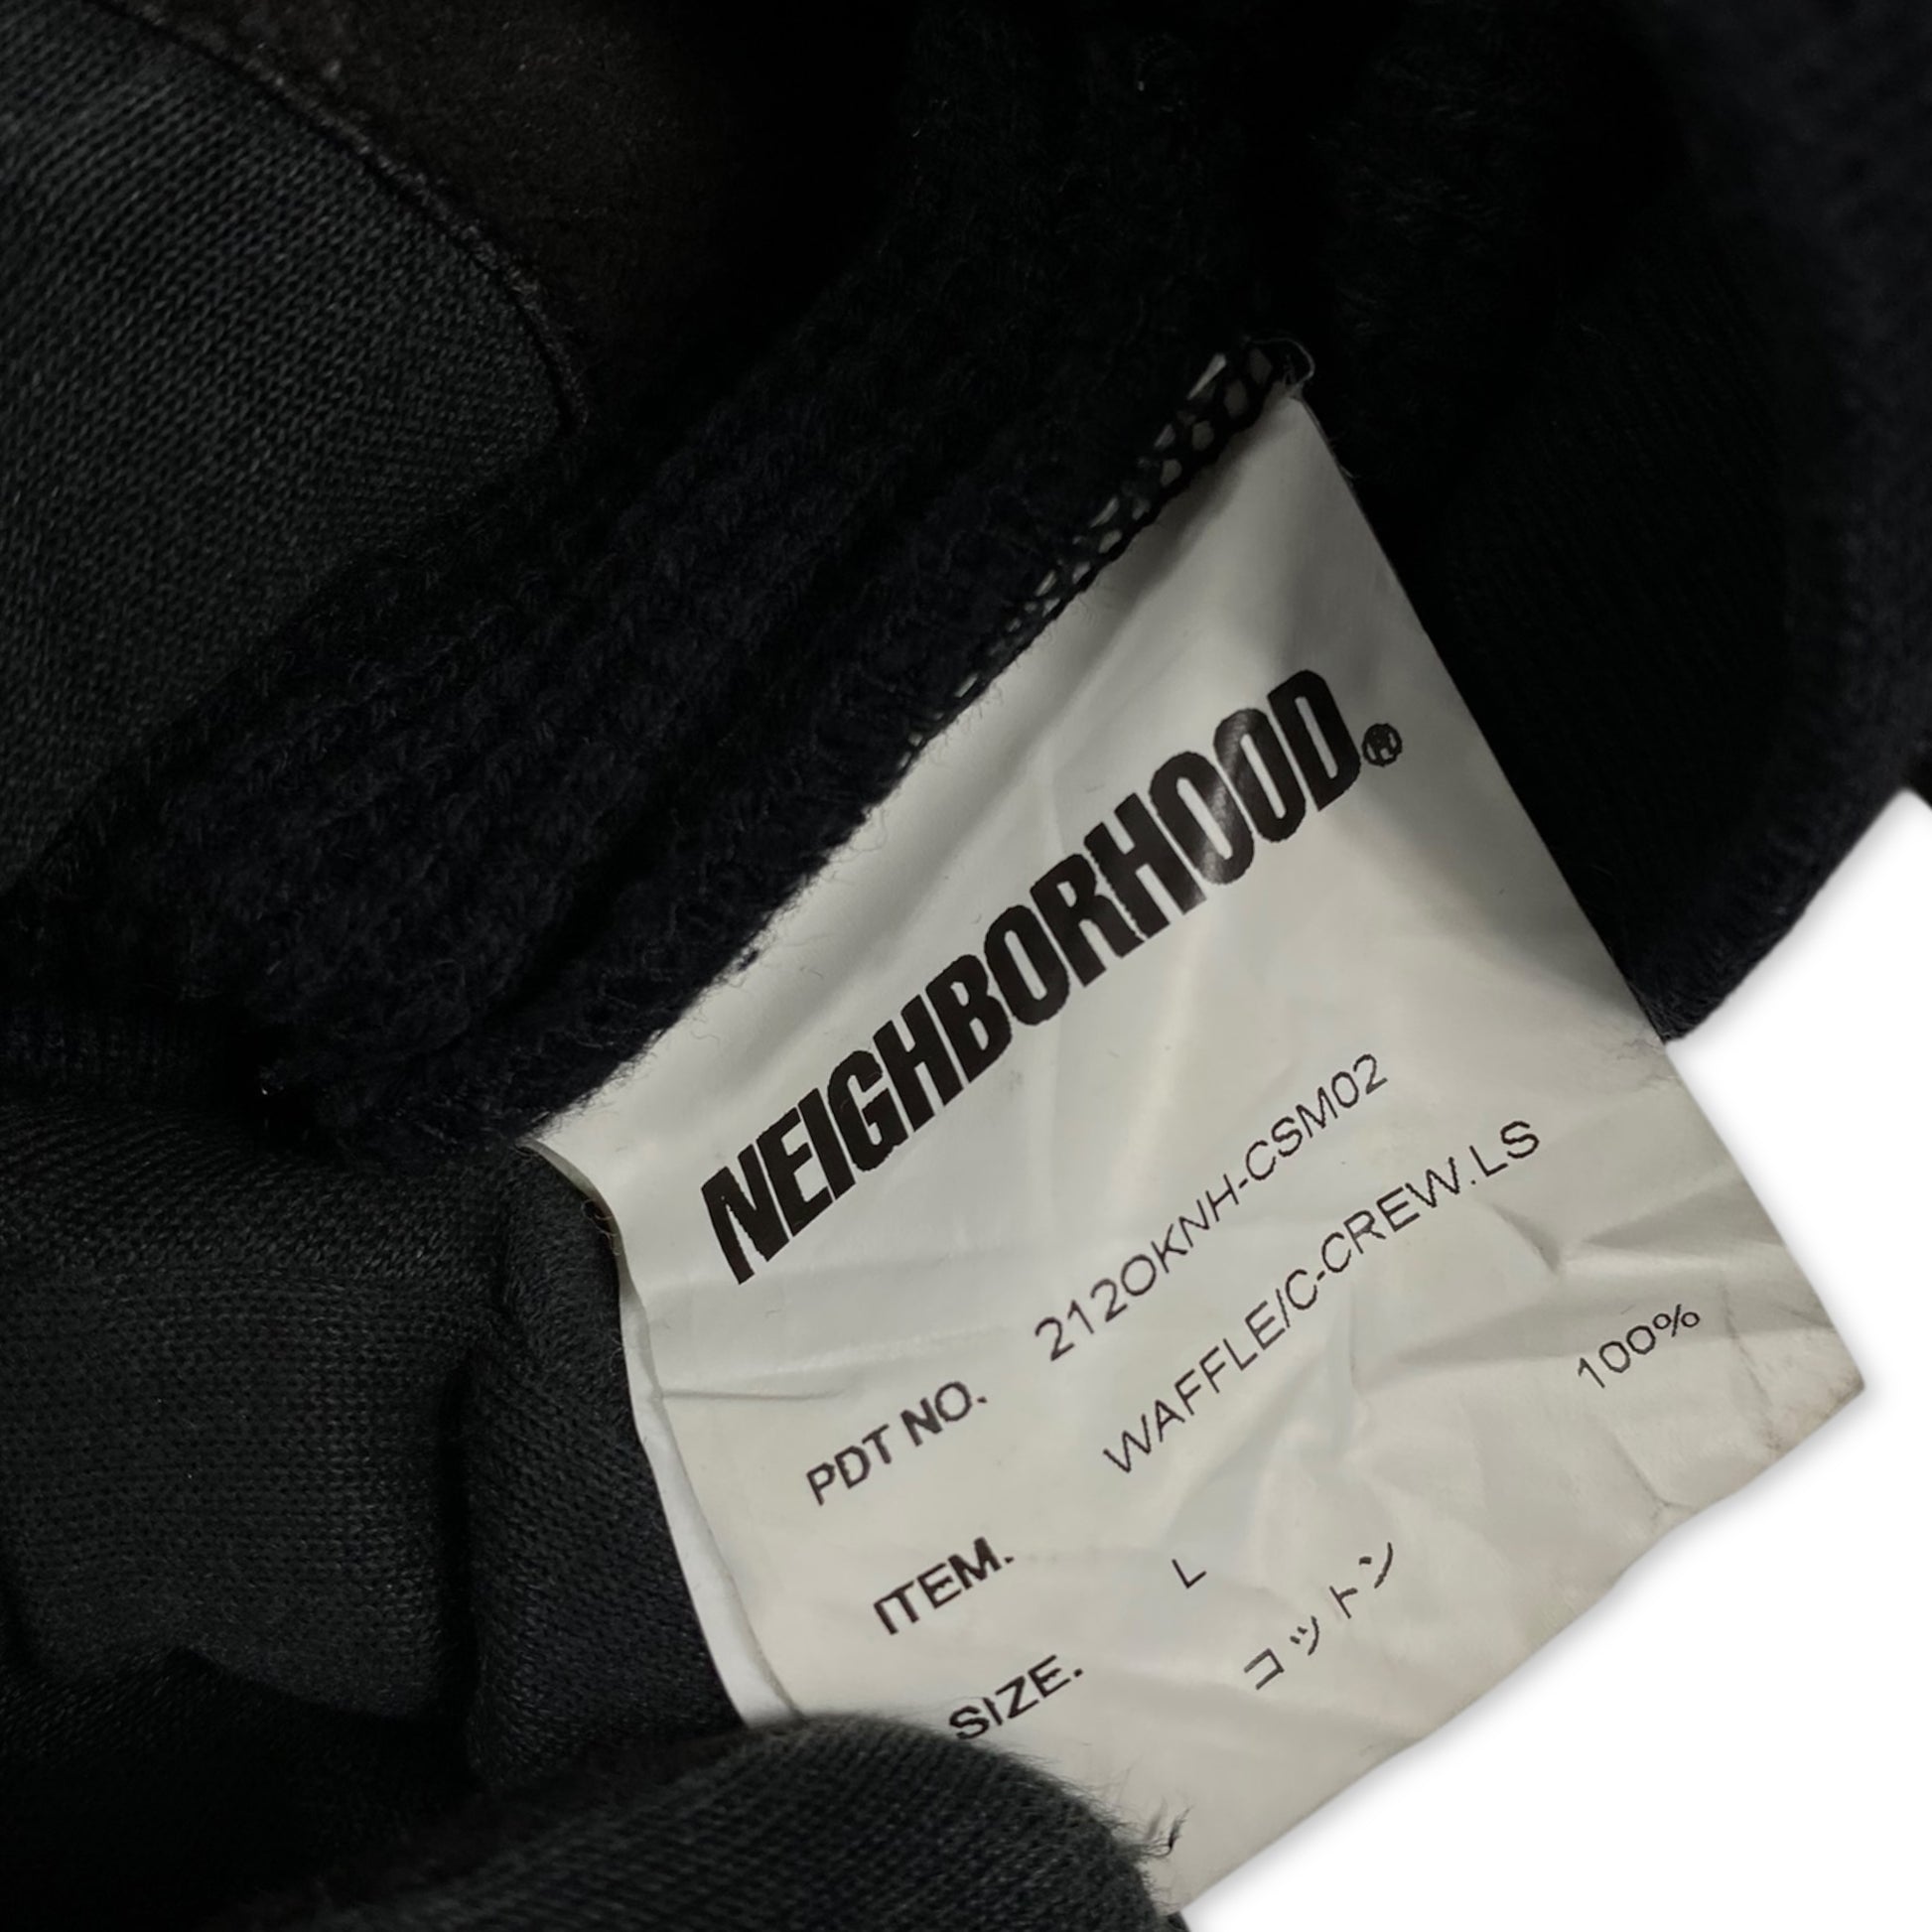 NEIGHBORHOOD®
PDT NO. 212OKNH-CSM02
ITEM. WAFFLE/C-CREW.LS
SIZE. L
コットン 100%